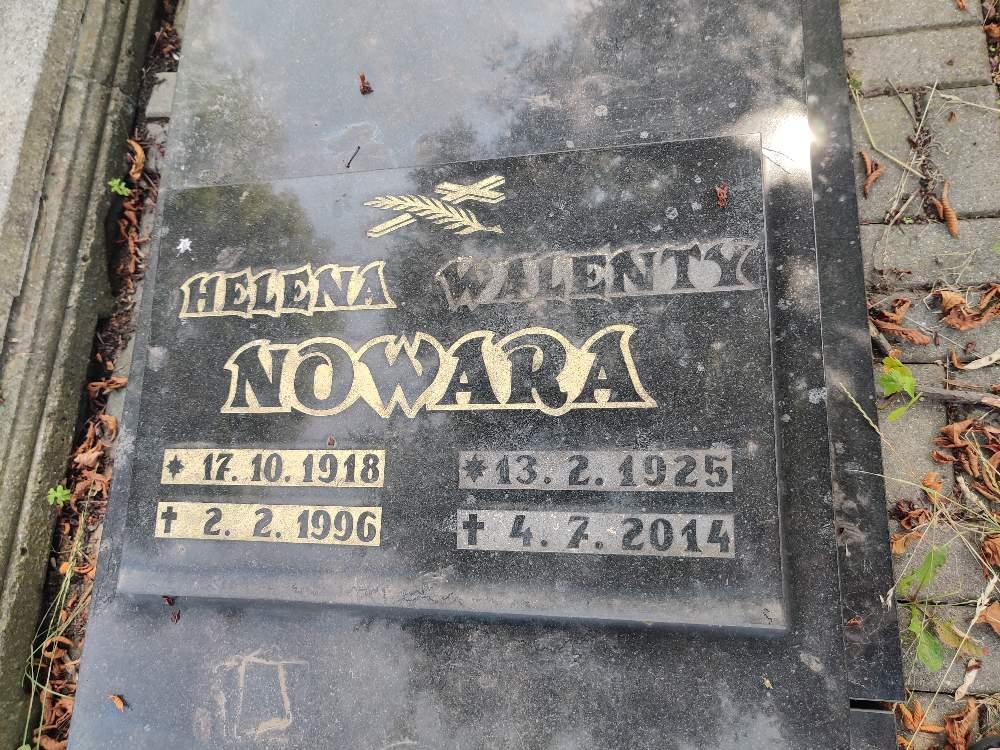 HELENA WALENTY
NOWARA
* 17. 10. 1918 * 13. 2. 1925
✝ 2. 2. 1996 ✝ 4. 7. 2014